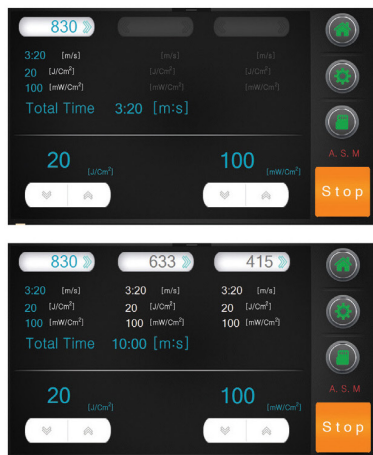 830
3:20 [m/s] [m/s] [m/s]
20 [J/Cm²] [J/Cm²] [J/Cm²]
100 [mW/Cm²] [mW/Cm²] [mW/Cm²]
Total Time 3:20 [m:s]
A. S. M
20 [J/Cm²] 100 [mW/Cm²]
Stop
830 633 415
3:20 [m/s] 3:20 [m/s] 3:20 [m/s]
20 [J/Cm²] 20 [J/Cm²] 20 [J/Cm²]
100 [mW/Cm²] 100 [mW/Cm²] 100 [mW/Cm²]
Total Time 10:00 [m:s]
A. S. M
20 [J/Cm²] 100 [mW/Cm²]
Stop